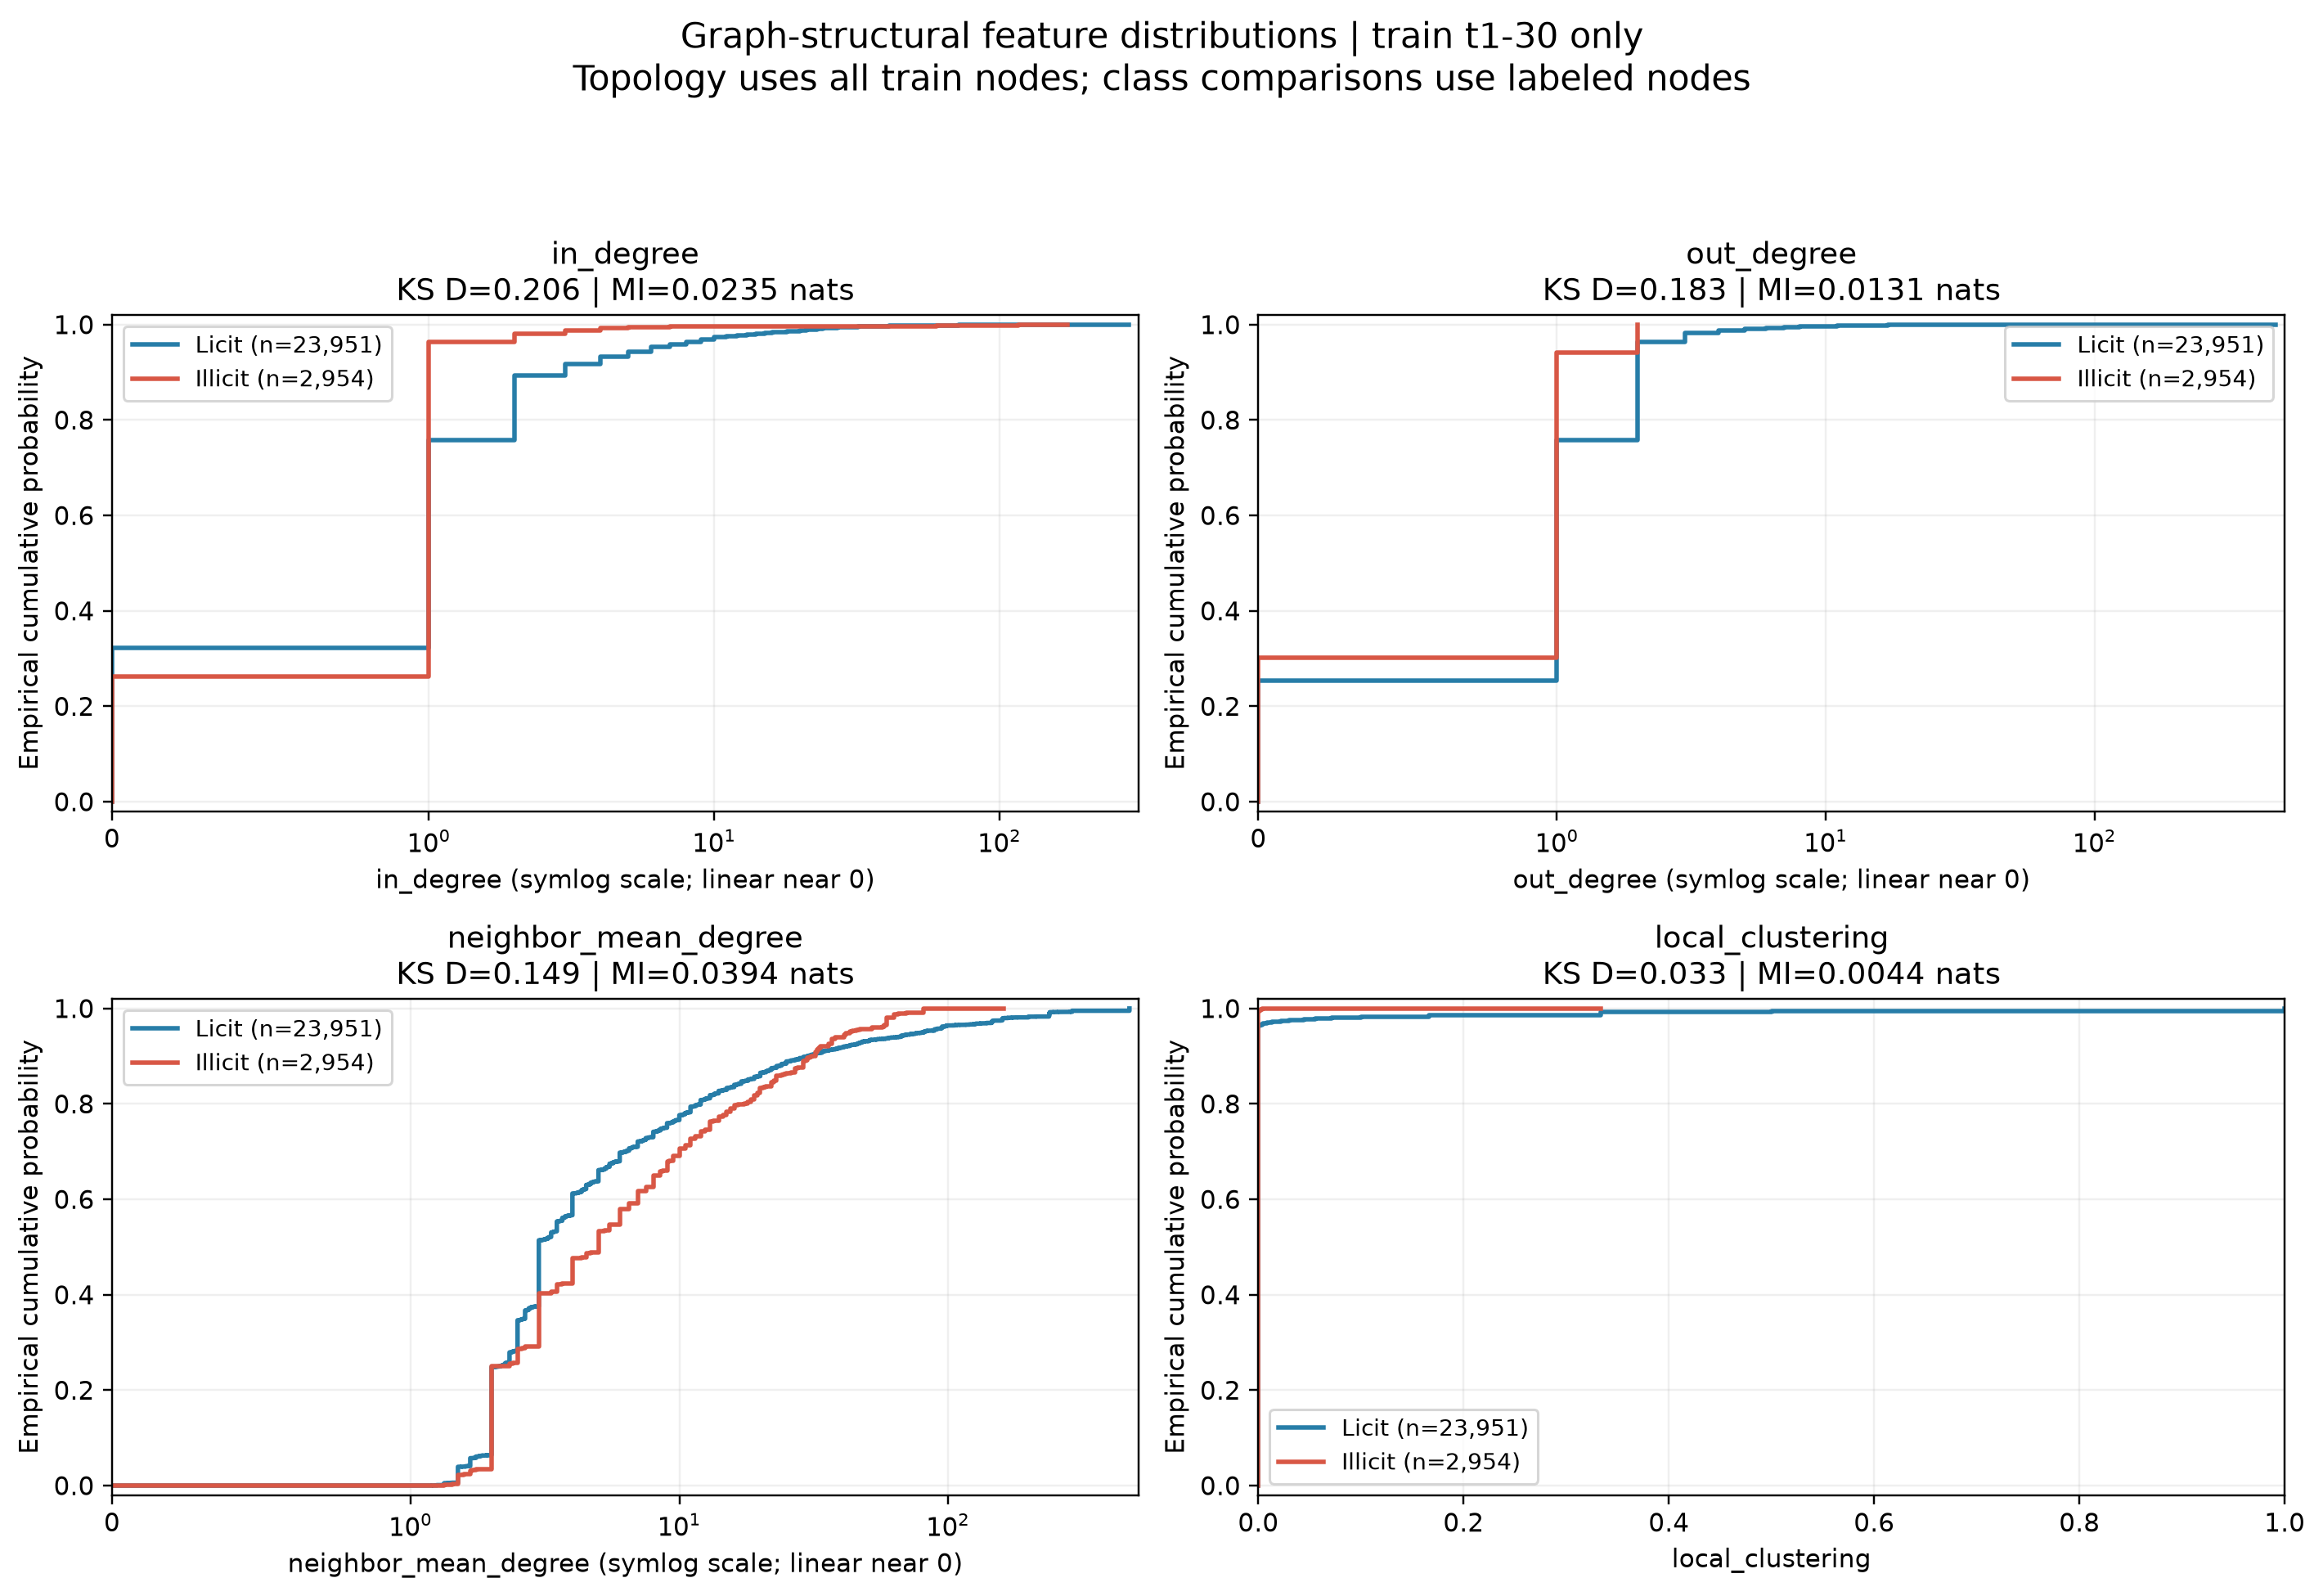 Graph-structural feature distributions | train t1-30 only
Topology uses all train nodes; class comparisons use labeled nodes
in_degree
KS D=0.206 | MI=0.0235 nats
Empirical cumulative probability
1.0
0.8
0.6
0.4
0.2
0.0
Licit (n=23,951)
Illicit (n=2,954)
0
10⁰
10¹
10²
in_degree (symlog scale; linear near 0)
out_degree
KS D=0.183 | MI=0.0131 nats
Empirical cumulative probability
1.0
0.8
0.6
0.4
0.2
0.0
Licit (n=23,951)
Illicit (n=2,954)
0
10⁰
10¹
10²
out_degree (symlog scale; linear near 0)
neighbor_mean_degree
KS D=0.149 | MI=0.0394 nats
Empirical cumulative probability
1.0
0.8
0.6
0.4
0.2
0.0
Licit (n=23,951)
Illicit (n=2,954)
0
10⁰
10¹
10²
neighbor_mean_degree (symlog scale; linear near 0)
local_clustering
KS D=0.033 | MI=0.0044 nats
Empirical cumulative probability
1.0
0.8
0.6
0.4
0.2
0.0
Licit (n=23,951)
Illicit (n=2,954)
0.0
0.2
0.4
0.6
0.8
1.0
local_clustering